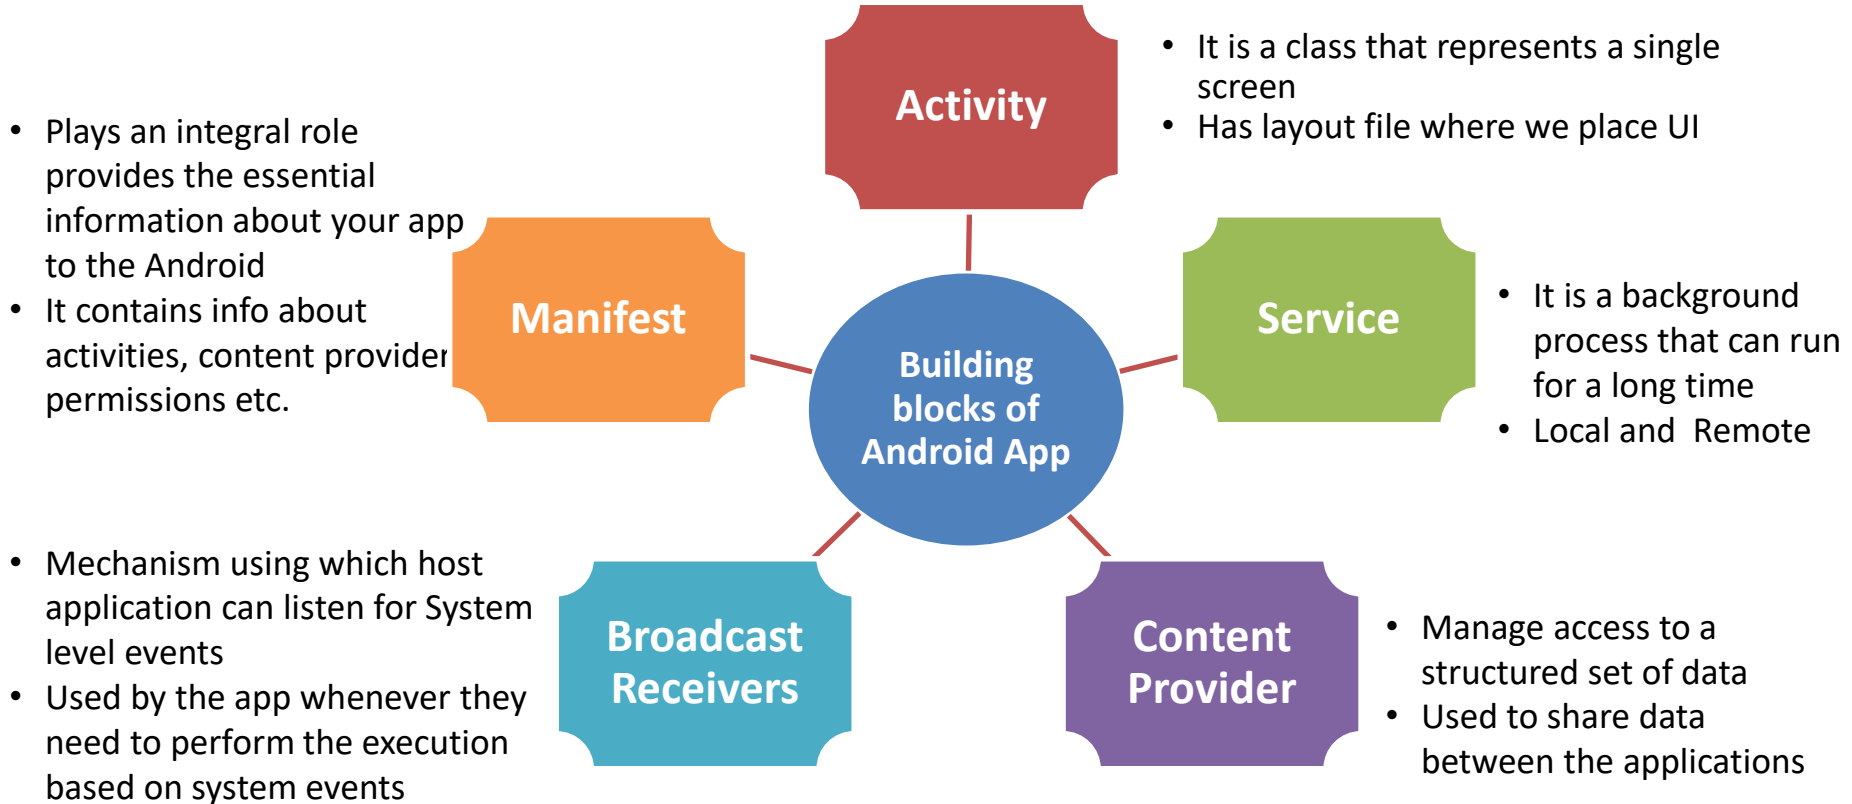 Activity
• It is a class that represents a single
screen
• Has layout file where we place UI
• Plays an integral role
provides the essential
information about your app
to the Android
• It contains info about
activities, content provider
permissions etc.
Manifest
Service
• It is a background
process that can run
for a long time
• Local and Remote
Building
blocks of
Android App
• Mechanism using which host
application can listen for System
level events
• Used by the app whenever they
need to perform the execution
based on system events
Broadcast
Receivers
Content
Provider
• Manage access to a
structured set of data
• Used to share data
between the applications